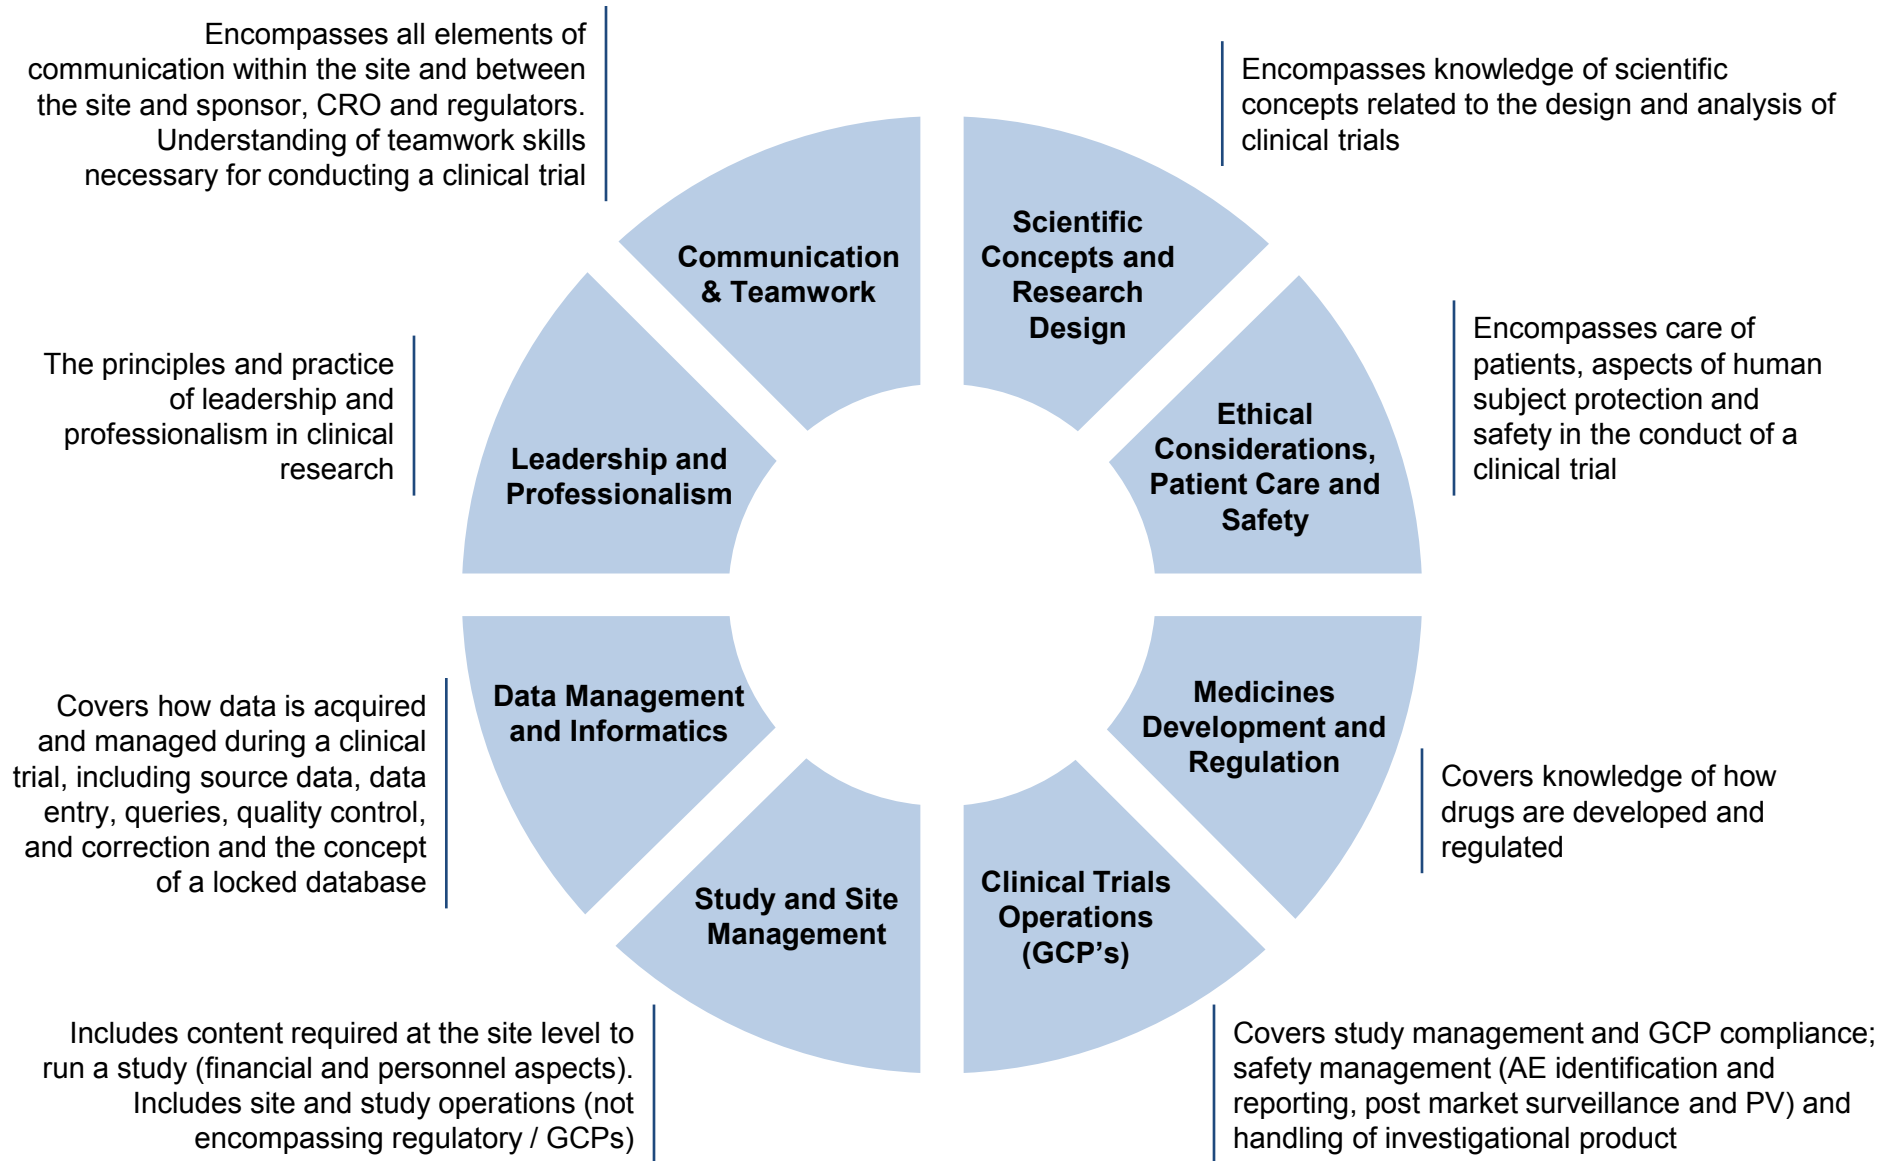 Encompasses all elements of
communication within the site and between
the site and sponsor, CRO and regulators.
Understanding of teamwork skills
necessary for conducting a clinical trial
Encompasses knowledge of scientific
concepts related to the design and analysis of
clinical trials
Communication
& Teamwork
Scientific
Concepts and
Research
Design
The principles and practice
of leadership and
professionalism in clinical
research
Leadership and
Professionalism
Ethical
Considerations,
Patient Care and
Safety
Encompasses care of
patients, aspects of human
subject protection and
safety in the conduct of a
clinical trial
Covers how data is acquired
and managed during a clinical
trial, including source data, data
entry, queries, quality control,
and correction and the concept
of a locked database
Data Management
and Informatics
Medicines
Development and
Regulation
Covers knowledge of how
drugs are developed and
regulated
Study and Site
Management
Clinical Trials
Operations
(GCP’s)
Includes content required at the site level to
run a study (financial and personnel aspects).
Includes site and study operations (not
encompassing regulatory / GCPs)
Covers study management and GCP compliance;
safety management (AE identification and
reporting, post market surveillance and PV) and
handling of investigational product